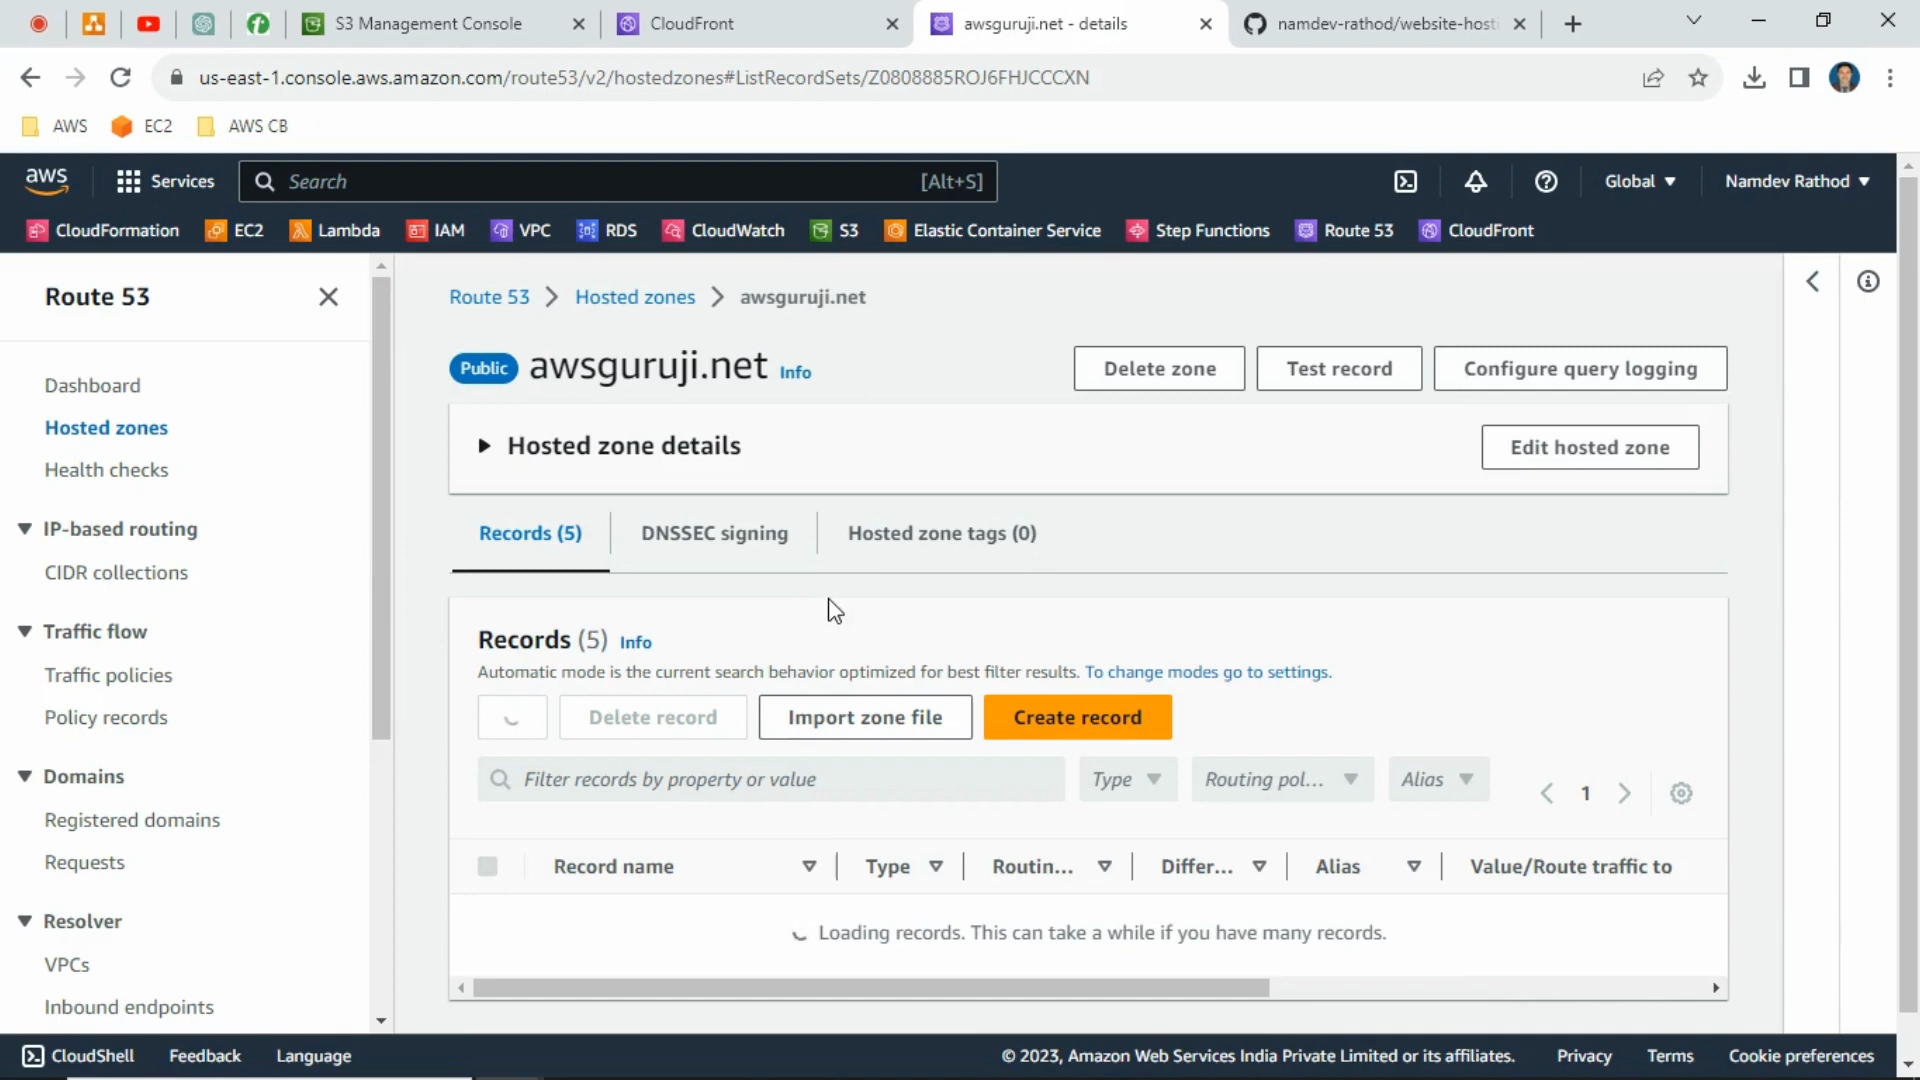 S3 Management Console
CloudFront
awsguruji.net - details
namdev-rathod/website-hosti
us-east-1.console.aws.amazon.com/route53/v2/hostedzones#ListRecordSets/Z0808885ROJ6FHJCCCXN
AWS EC2 AWS CB
aws Services Search [Alt+S] Global Namdev Rathod
CloudFormation EC2 Lambda IAM VPC RDS CloudWatch S3 Elastic Container Service Step Functions Route 53 CloudFront
Route 53
Dashboard
Hosted zones
Health checks
IP-based routing
CIDR collections
Traffic flow
Traffic policies
Policy records
Domains
Registered domains
Requests
Resolver
VPCs
Inbound endpoints
Route 53 Hosted zones awsguruji.net
Public awsguruji.net Info Delete zone Test record Configure query logging
Hosted zone details Edit hosted zone
Records (5) DNSSEC signing Hosted zone tags (0)
Records (5) Info
Automatic mode is the current search behavior optimized for best filter results. To change modes go to settings.
Delete record Import zone file Create record
Filter records by property or value Type Routing pol... Alias 1
Record name Type Routin... Differ... Alias Value/Route traffic to
Loading records. This can take a while if you have many records.
CloudShell Feedback Language © 2023, Amazon Web Services India Private Limited or its affiliates. Privacy Terms Cookie preferences